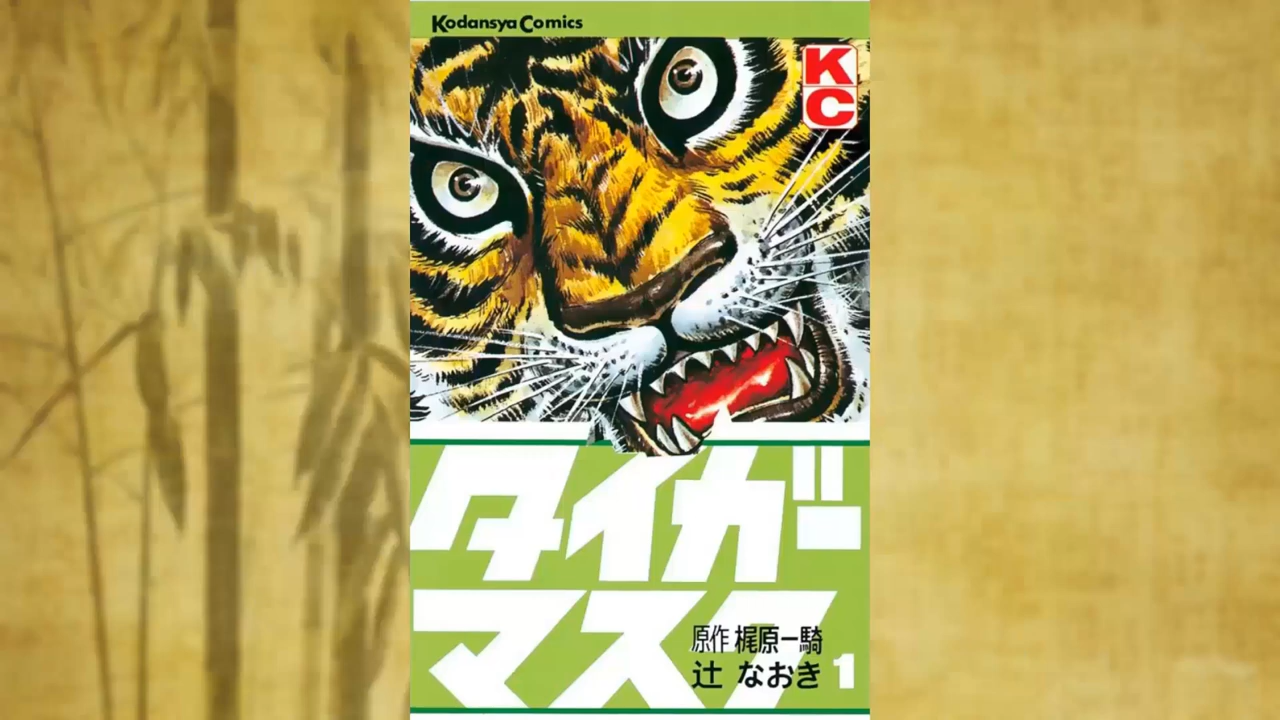 Kodansya Comics
KC
タイガー
マスク
原作 梶原一騎
辻 なおき 1